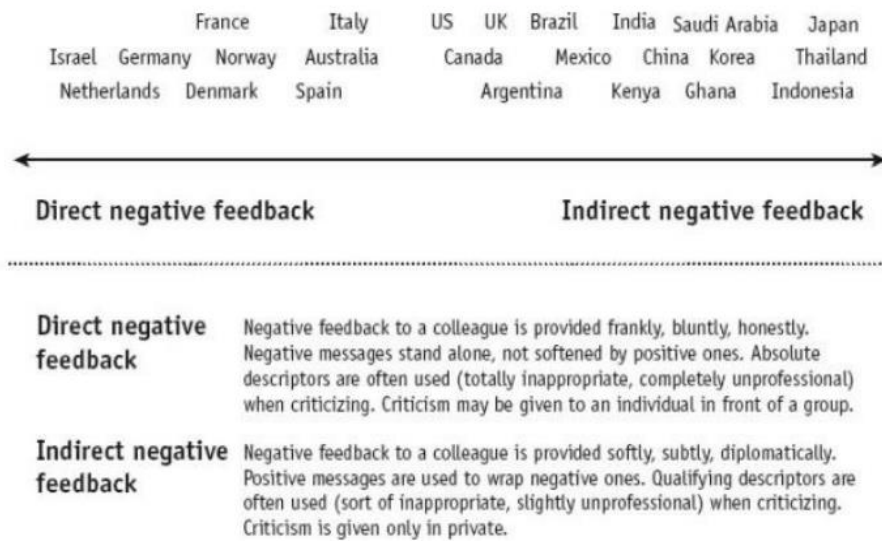 France Italy US UK Brazil India Saudi Arabia Japan
Israel Germany Norway Australia Canada Mexico China Korea Thailand
Netherlands Denmark Spain Argentina Kenya Ghana Indonesia
Direct negative feedback Indirect negative feedback
Direct negative feedback
Negative feedback to a colleague is provided frankly, bluntly, honestly.
Negative messages stand alone, not softened by positive ones. Absolute
descriptors are often used (totally inappropriate, completely unprofessional)
when criticizing. Criticism may be given to an individual in front of a group.
Indirect negative feedback
Negative feedback to a colleague is provided softly, subtly, diplomatically.
Positive messages are used to wrap negative ones. Qualifying descriptors are
often used (sort of inappropriate, slightly unprofessional) when criticizing.
Criticism is given only in private.